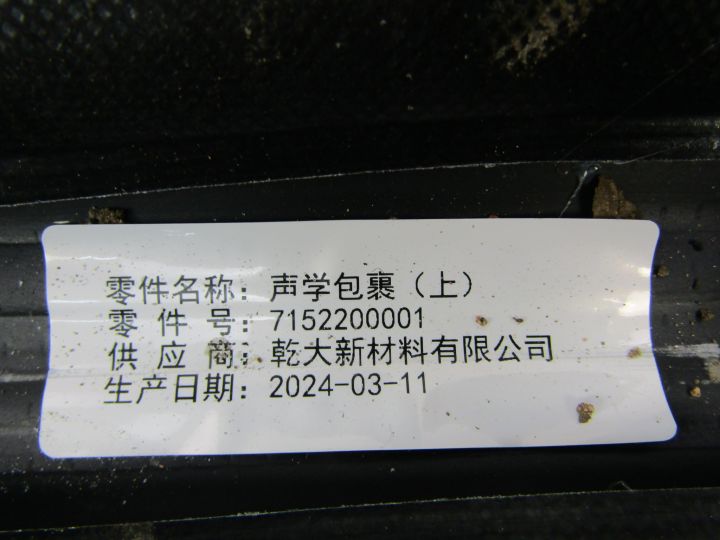 零件名称：声学包裹（上）
零 件 号：7152200001
供 应 商：乾大新材料有限公司
生产日期：2024-03-11